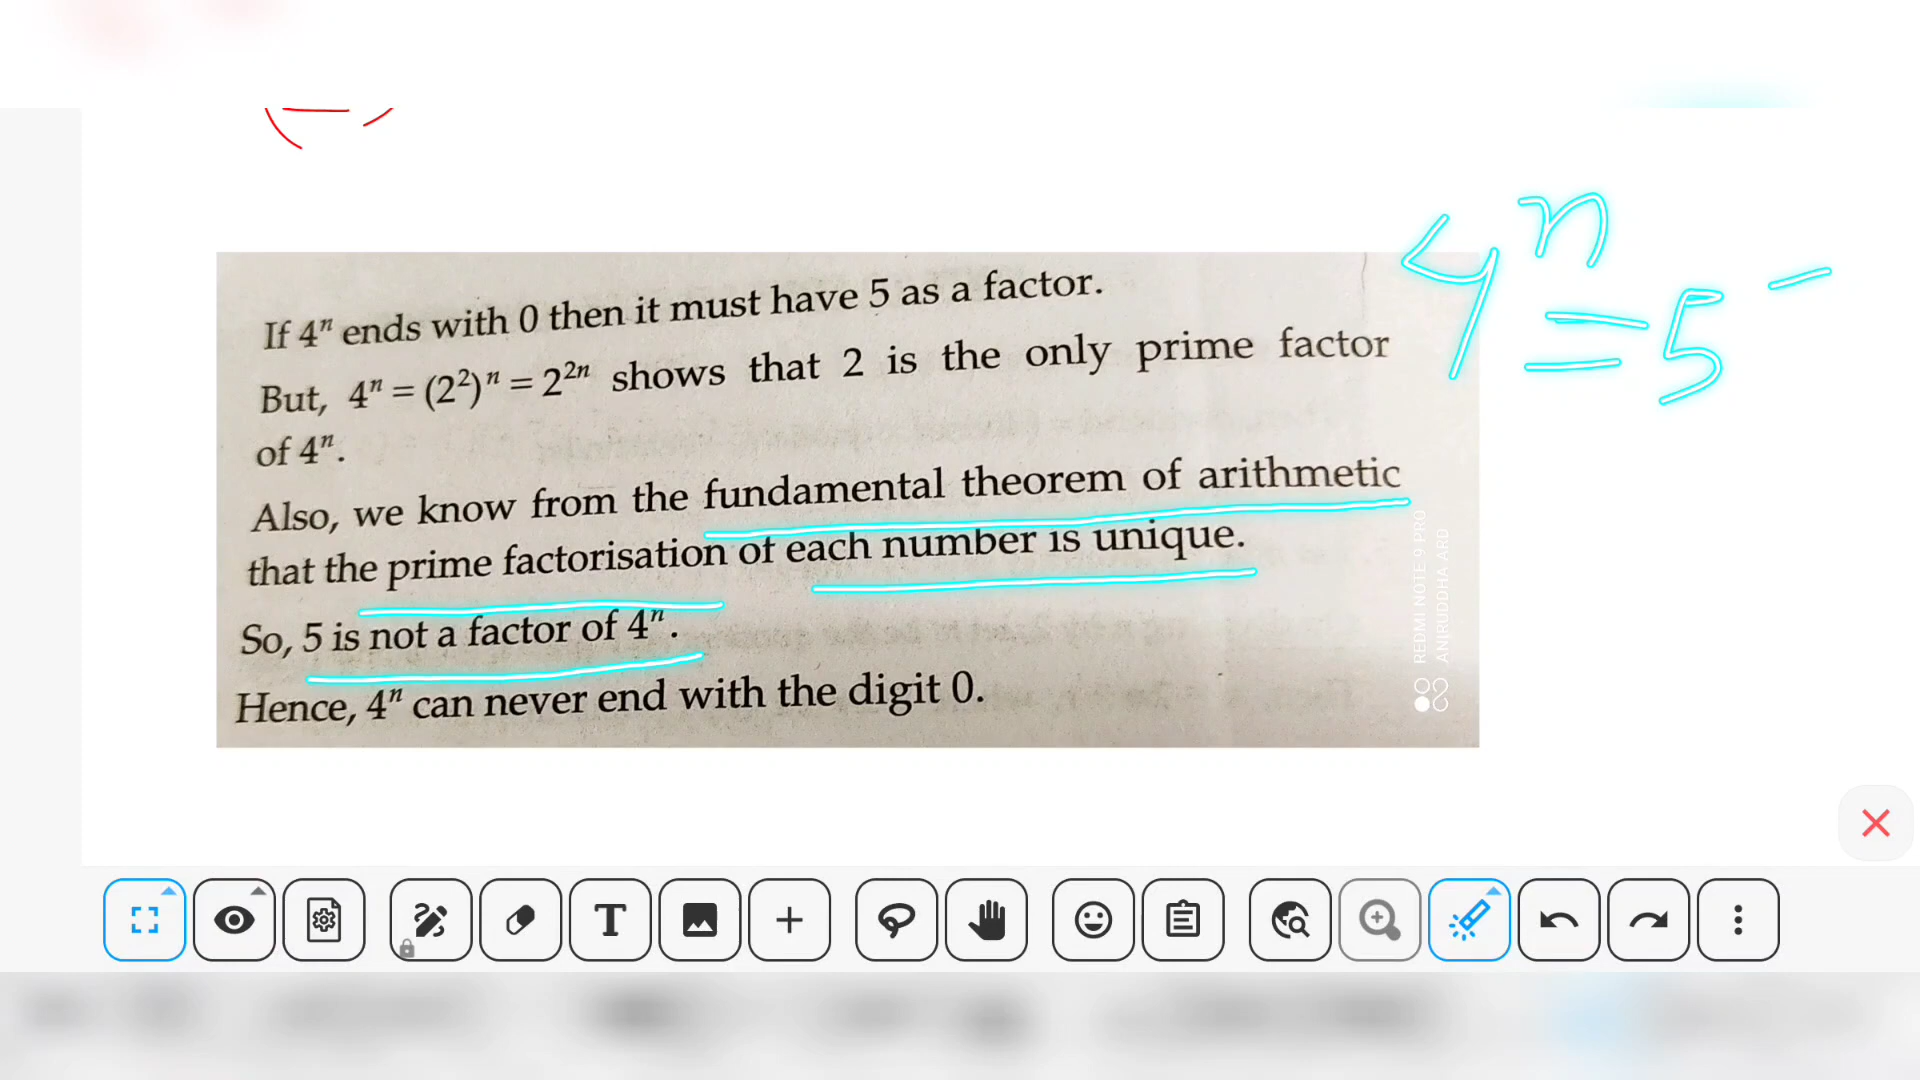 If 4ⁿ ends with 0 then it must have 5 as a factor.
But, 4ⁿ = (2²)ⁿ = 2²ⁿ shows that 2 is the only prime factor
of 4ⁿ.
Also, we know from the fundamental theorem of arithmetic
that the prime factorisation of each number is unique.
So, 5 is not a factor of 4ⁿ.
Hence, 4ⁿ can never end with the digit 0.
4ⁿ = 5
REDMI NOTE 9 PRO
ANIRUDDHA ARD
T